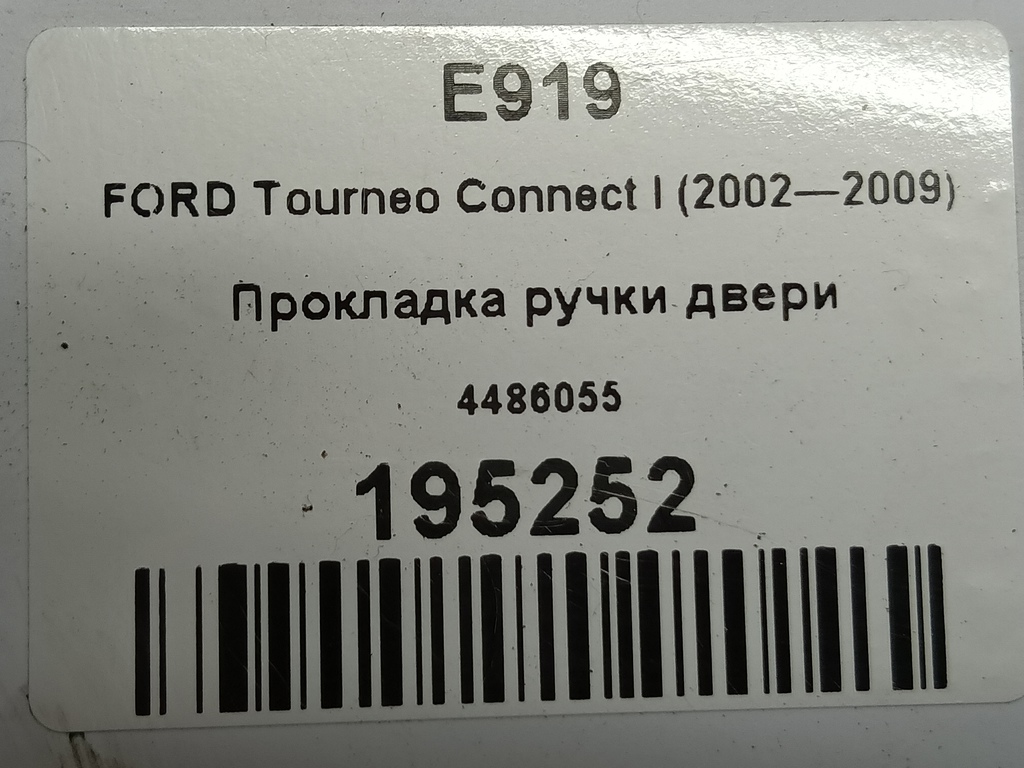 E919
FORD Tourneo Connect I (2002—2009)
Прокладка ручки двери
4486055
195252